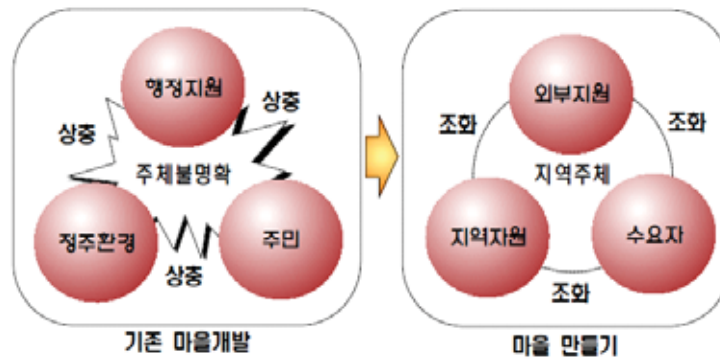 행정지원
상충
상충
주체불명확
정주환경
주민
상충
기존 마을개발
외부지원
조화
조화
지역주체
지역자원
수요자
조화
마을 만들기